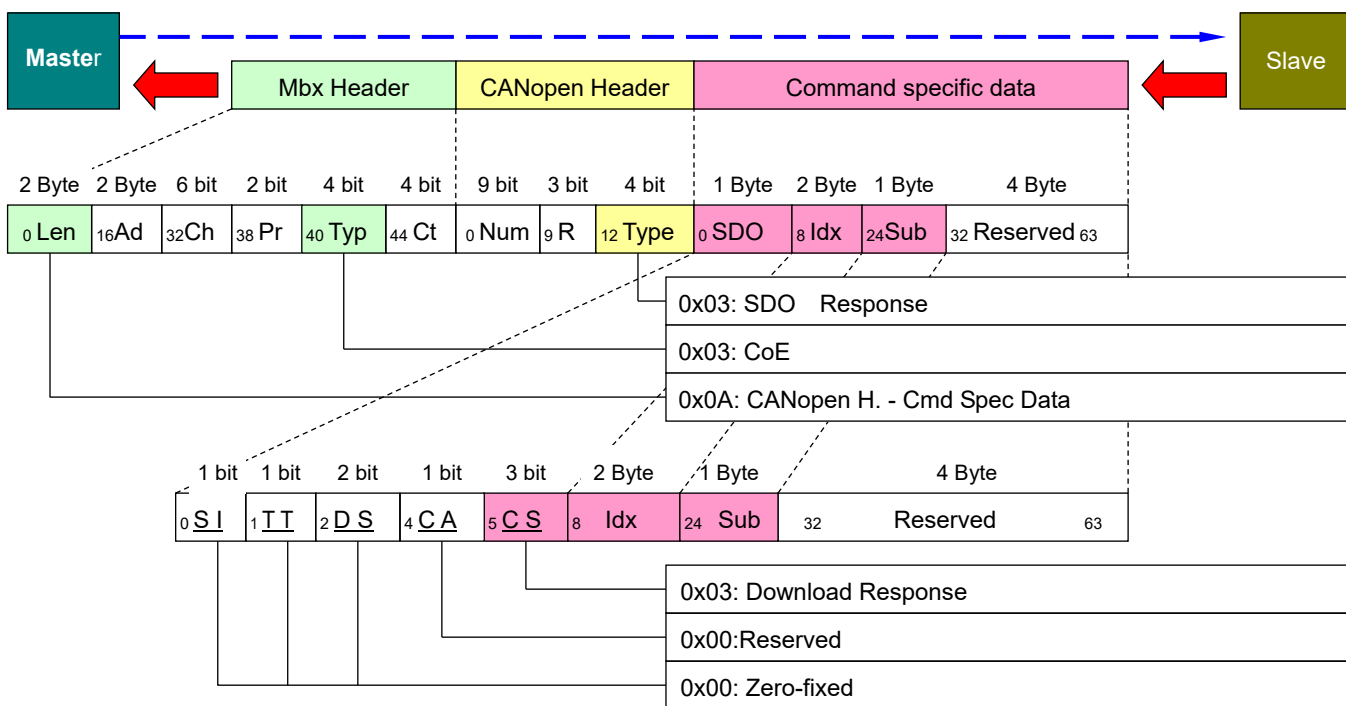 Master
Slave
Mbx Header CANopen Header Command specific data
2 Byte 2 Byte 6 bit 2 bit 4 bit 4 bit 9 bit 3 bit 4 bit 1 Byte 2 Byte 1 Byte 4 Byte
0 Len 16 Ad 32 Ch 38 Pr 40 Typ 44 Ct 0 Num 9 R 12 Type 0 SDO 8 Idx 24 Sub 32 Reserved 63
0x03: SDO Response
0x03: CoE
0x0A: CANopen H. - Cmd Spec Data
1 bit 1 bit 2 bit 1 bit 3 bit 2 Byte 1 Byte 4 Byte
0 S I 1 T T 2 D S 4 C A 5 C S 8 Idx 24 Sub 32 Reserved 63
0x03: Download Response
0x00:Reserved
0x00: Zero-fixed